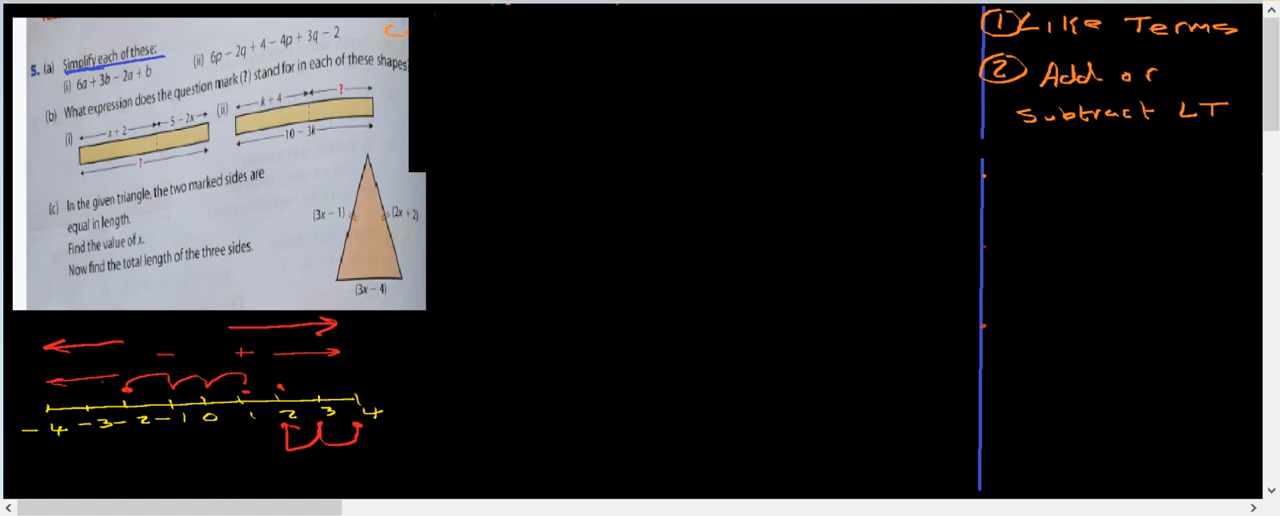 5. (a) Simplify each of these:
(i) 6a + 3b - 2a + b
(ii) 6p - 2q + 4 - 4p + 3q - 2
(b) What expression does the question mark (?) stand for in each of these shapes
(i)
x + 2
5 - 2x
?
(ii)
k + 4
?
10 - 3k
(c) In the given triangle, the two marked sides are
equal in length.
Find the value of x.
Now find the total length of the three sides.
(3x - 1)
(2x + 2)
(3x - 4)
① Like Terms
② Add or
subtract LT
- +
-4 -3 -2 -1 0 1 2 3 4